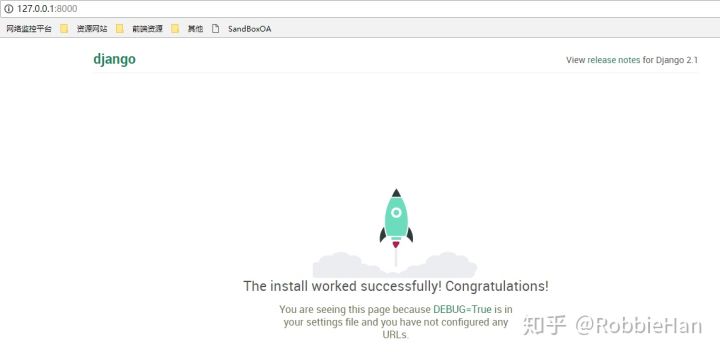 127.0.0.1:8000
网络监控平台 资源网站 前端资源 其他 SandBoxOA
django
View release notes for Django 2.1
The install worked successfully! Congratulations!
You are seeing this page because DEBUG=True is in
your settings file and you have not configured any
URLs.
知乎 @RobbieHan